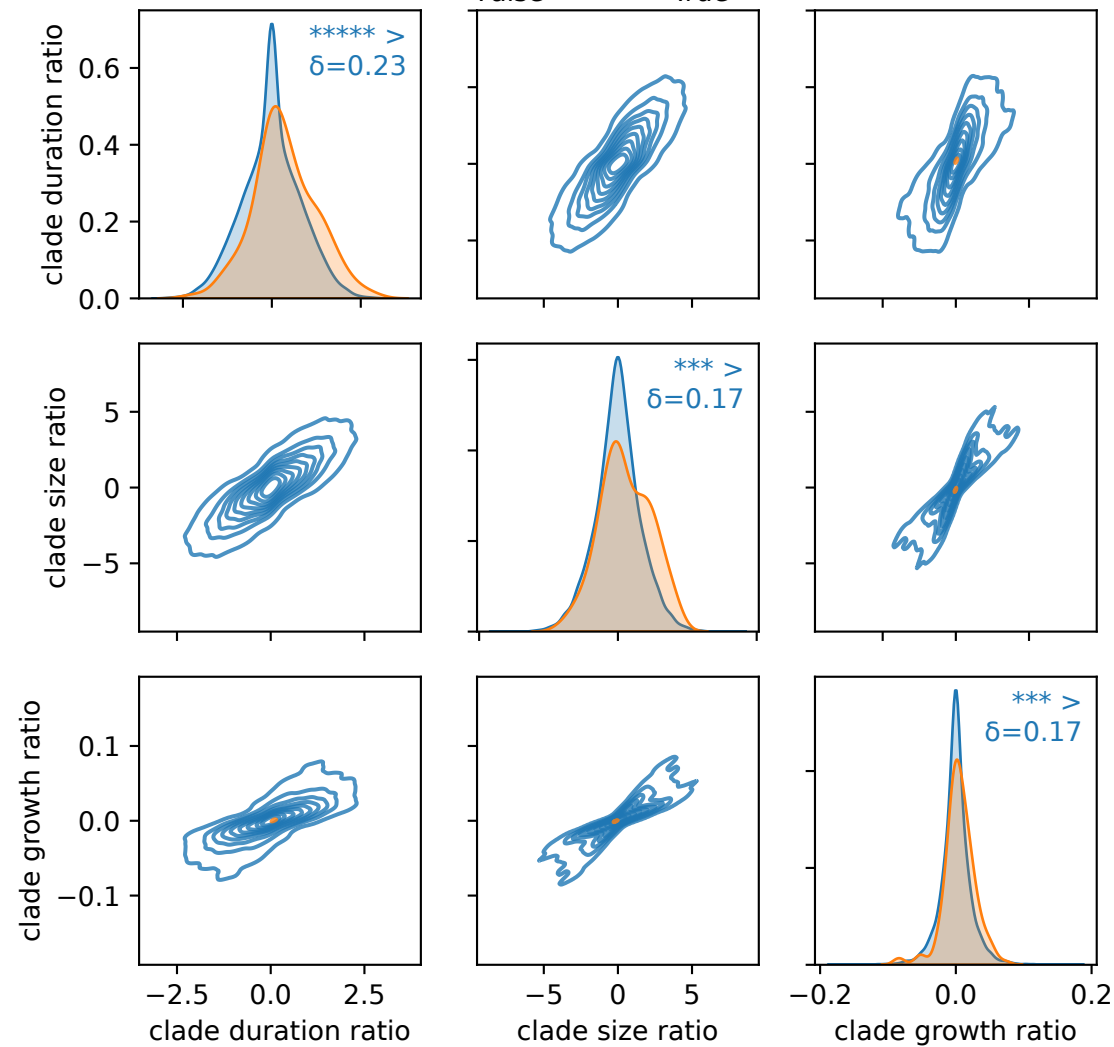 ***** >
δ=0.23
clade duration ratio
0.6
0.4
0.2
0.0
*** >
δ=0.17
clade size ratio
5
0
−5
*** >
δ=0.17
clade growth ratio
0.1
0.0
−0.1
−2.5 0.0 2.5 −5 0 5 −0.2 0.0 0.2
clade duration ratio clade size ratio clade growth ratio